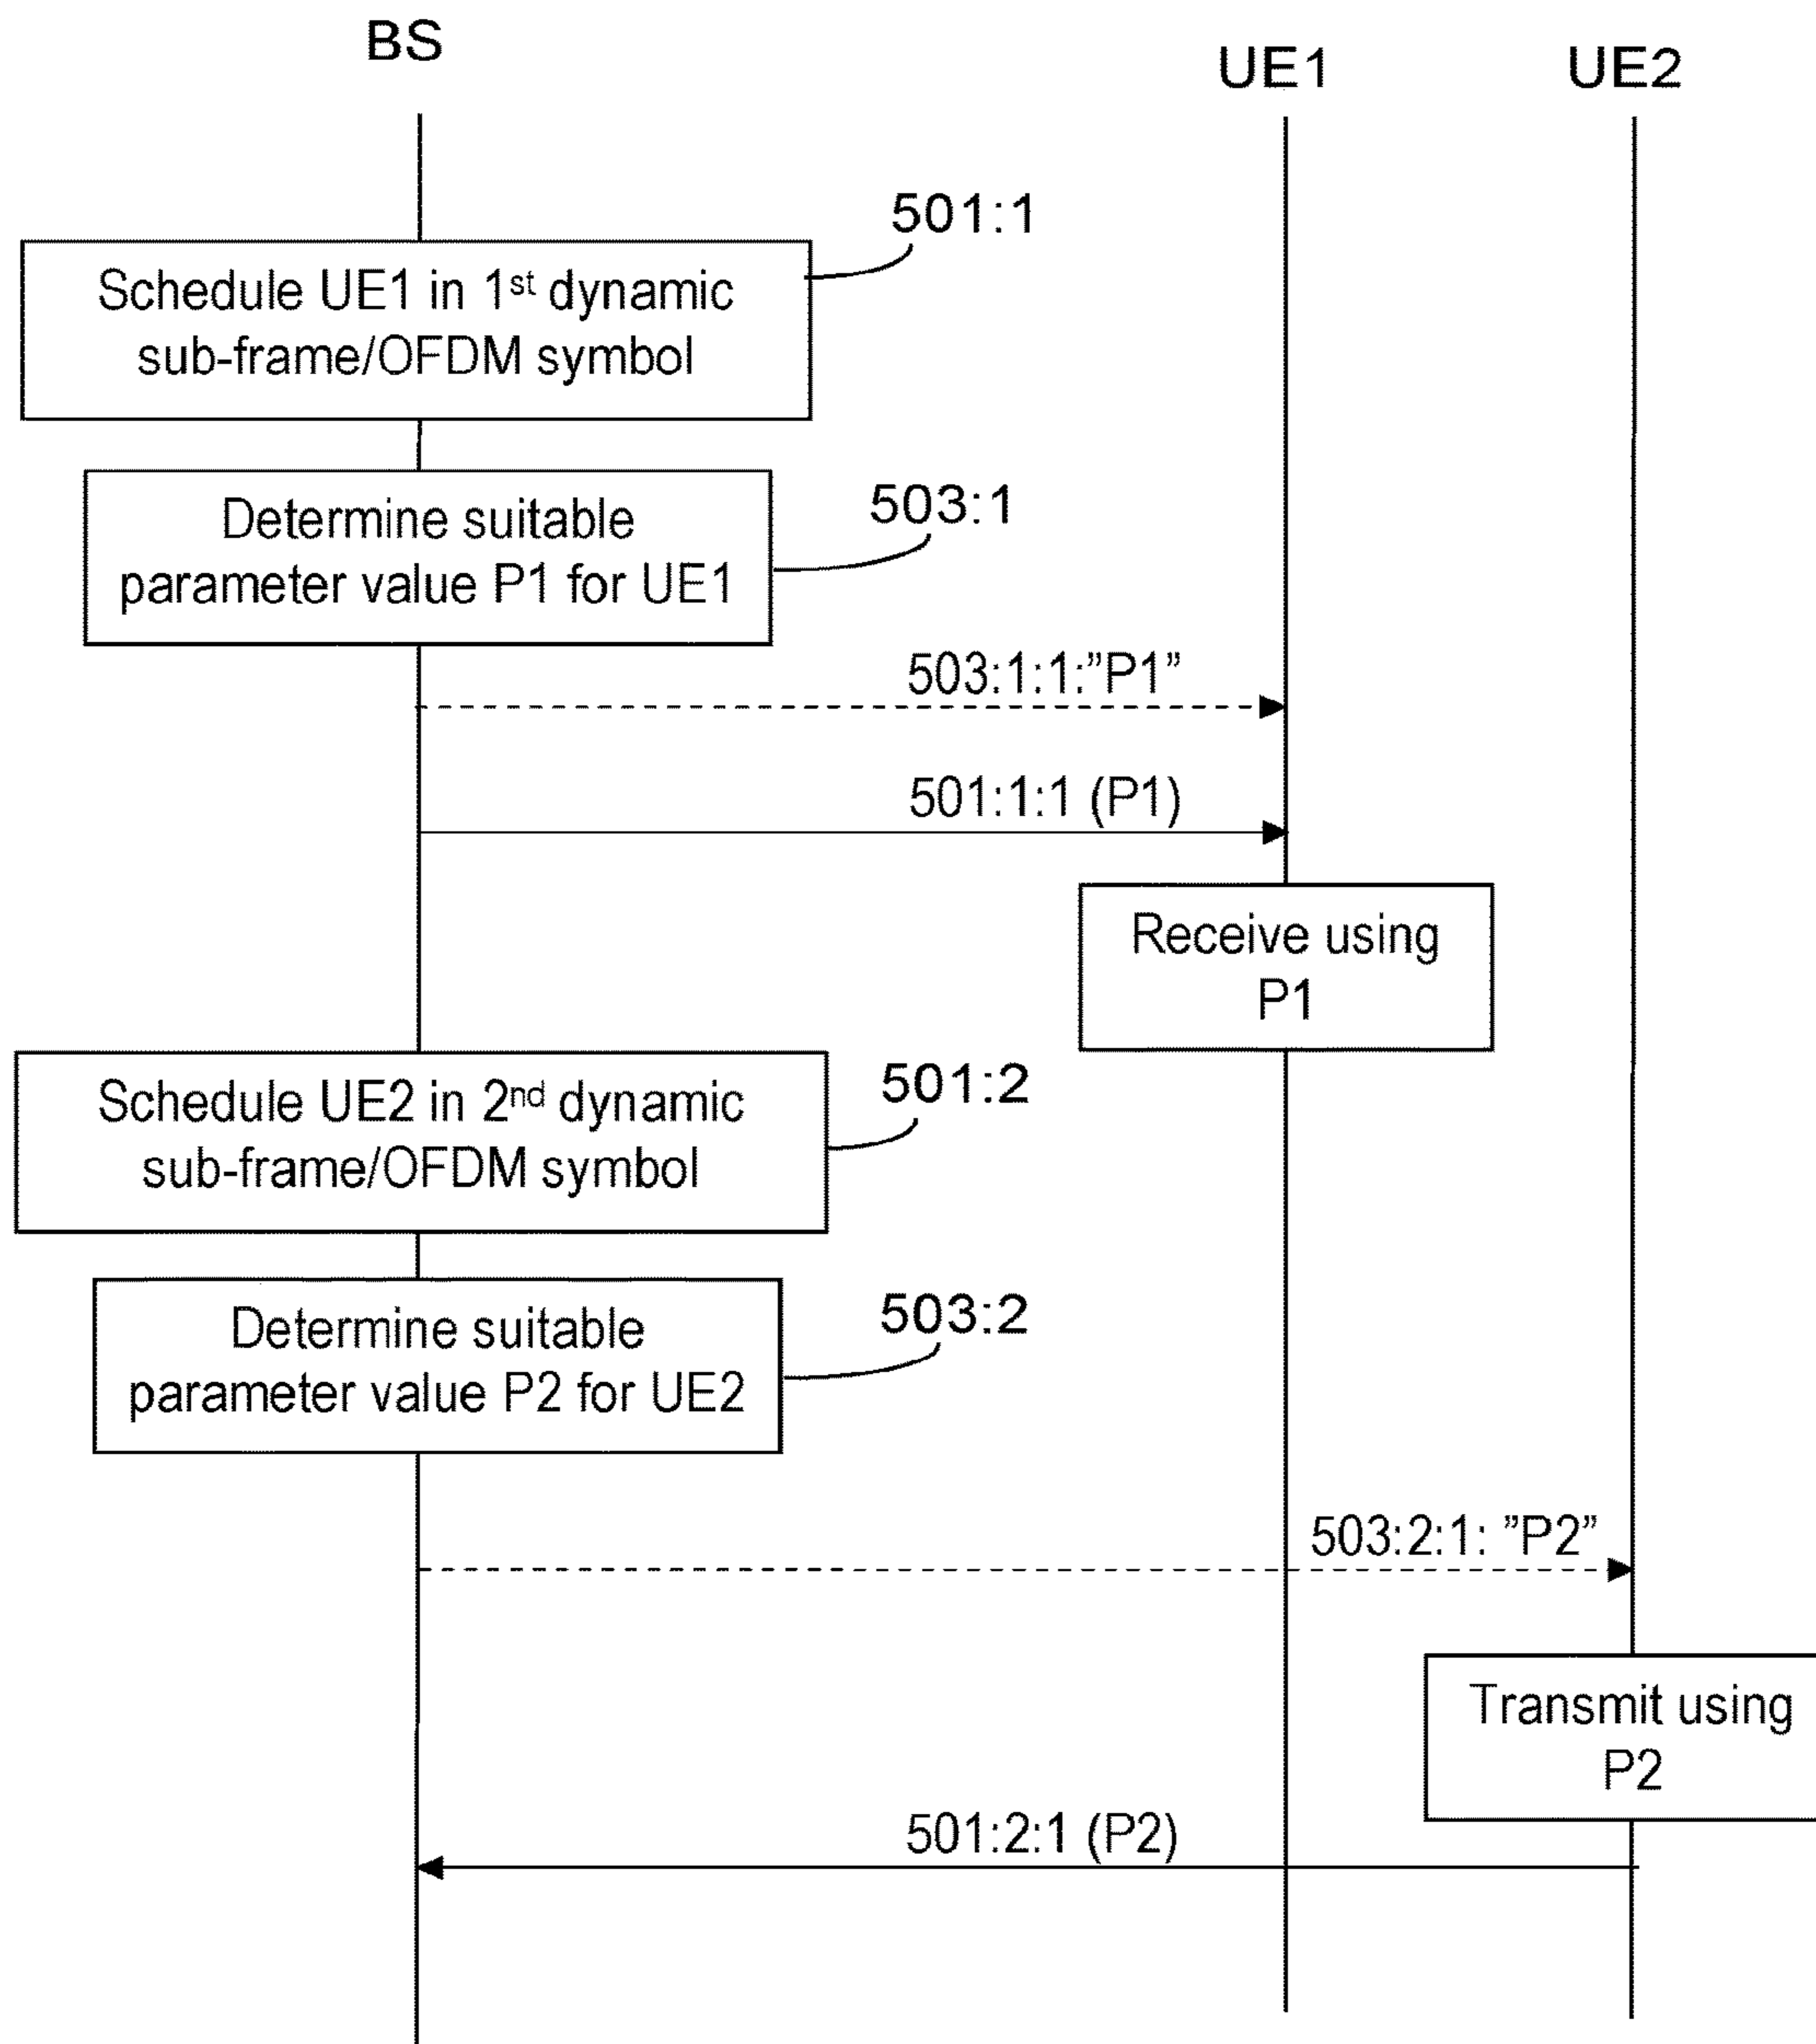 BS
UE1
UE2
501:1
Schedule UE1 in 1st dynamic
sub-frame/OFDM symbol
503:1
Determine suitable
parameter value P1 for UE1
503:1:1:”P1”
501:1:1 (P1)
Receive using
P1
501:2
Schedule UE2 in 2nd dynamic
sub-frame/OFDM symbol
503:2
Determine suitable
parameter value P2 for UE2
503:2:1: ”P2”
Transmit using
P2
501:2:1 (P2)